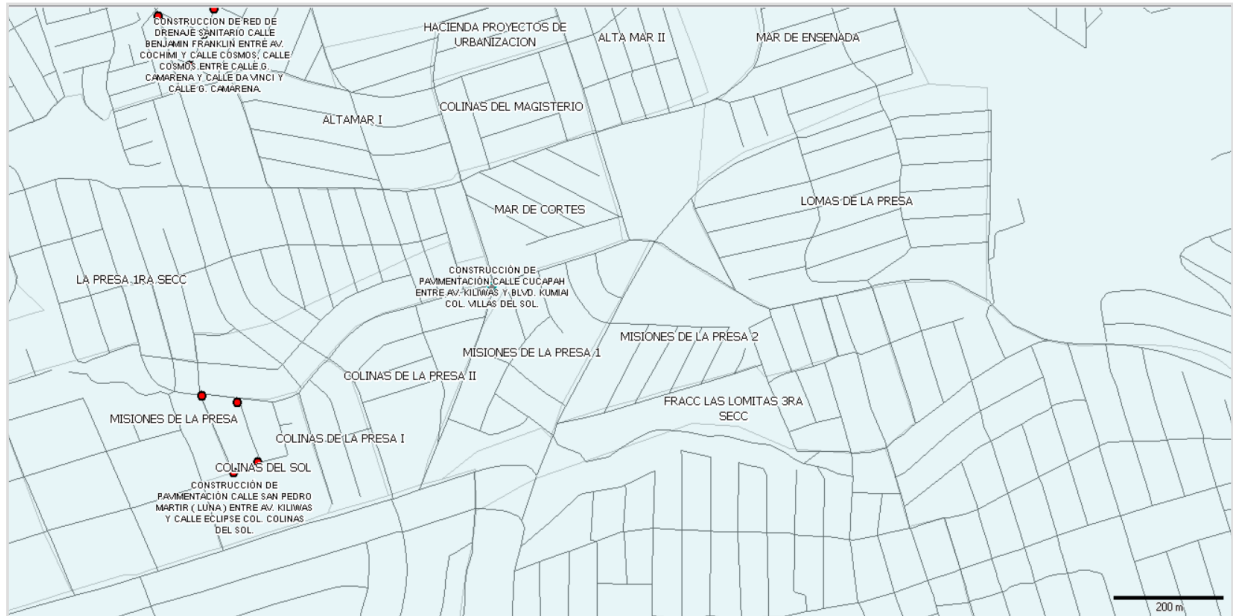 CONSTRUCCION DE RED DE
DRENAJE SANITARIO CALLE
BENJAMIN FRANKLIN ENTRE AV.
COCHIMI Y CALLE COSMOS, CALLE
COSMOS ENTRE CALLE G.
CAMARENA Y CALLE DA VINCI Y
CALLE G. CAMARENA.
HACIENDA PROYECTOS DE
URBANIZACION
ALTA MAR II
MAR DE ENSENADA
COLINAS DEL MAGISTERIO
ALTAMAR I
MAR DE CORTES
LOMAS DE LA PRESA
LA PRESA 1RA SECC
CONSTRUCCIÓN DE
PAVIMENTACIÓN CALLE CUCAPAH
ENTRE AV. KILIWAS Y BLVD. KUMIAI
COL. VILLAS DEL SOL.
MISIONES DE LA PRESA 1
MISIONES DE LA PRESA 2
COLINAS DE LA PRESA II
FRACC LAS LOMITAS 3RA
SECC
MISIONES DE LA PRESA
COLINAS DE LA PRESA I
COLINAS DEL SOL
CONSTRUCCIÓN DE
PAVIMENTACIÓN CALLE SAN PEDRO
MARTIR ( LUNA ) ENTRE AV. KILIWAS
Y CALLE ECLIPSE COL. COLINAS
DEL SOL.
200 m